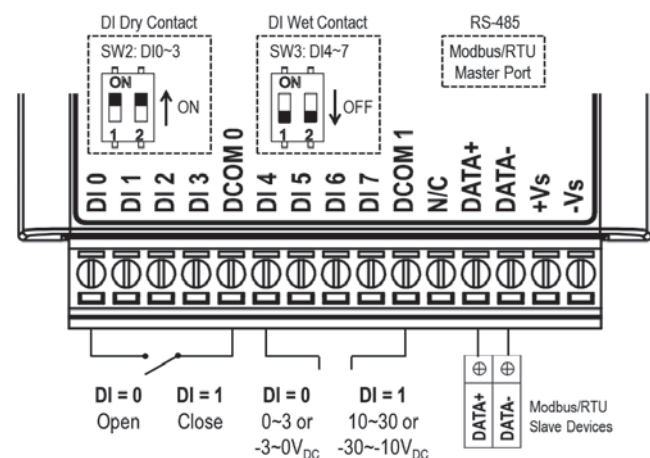 DI Dry Contact
SW2: DI0~3
ON
ON
1 2
DI Wet Contact
SW3: DI4~7
ON
OFF
1 2
RS-485
Modbus/RTU
Master Port
DI 0
DI 1
DI 2
DI 3
DCOM 0
DI 4
DI 5
DI 6
DI 7
DCOM 1
N/C
DATA+
DATA-
+Vs
-Vs
DI = 0
Open
DI = 1
Close
DI = 0
0~3 or
-3~0VDC
DI = 1
10~30 or
-30~-10VDC
DATA+
DATA-
Modbus/RTU
Slave Devices